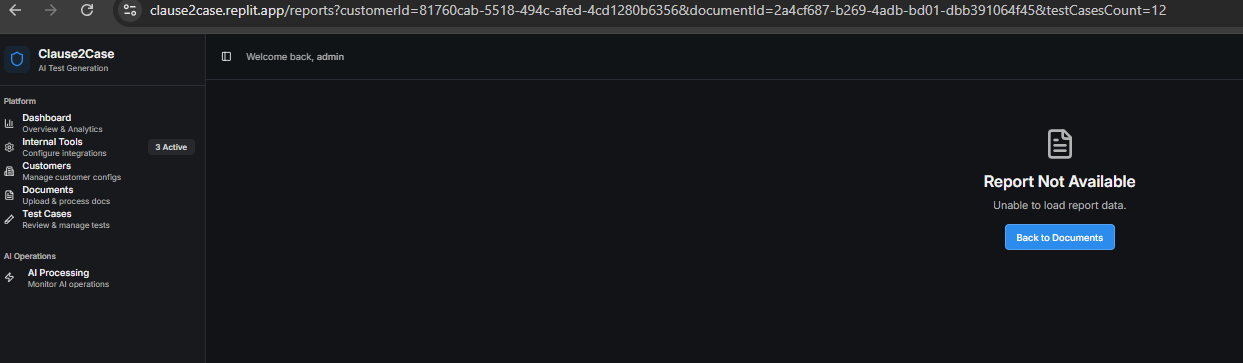 clause2case.replit.app/reports?customerId=81760cab-5518-494c-afed-4cd1280b6356&documentId=2a4cf687-b269-4adb-bd01-dbb391064f45&testCasesCount=12
Clause2Case
AI Test Generation
Welcome back, admin
Platform
Dashboard
Overview & Analytics
Internal Tools
Configure integrations
3 Active
Customers
Manage customer configs
Documents
Upload & process docs
Test Cases
Review & manage tests
AI Operations
AI Processing
Monitor AI operations
Report Not Available
Unable to load report data.
Back to Documents